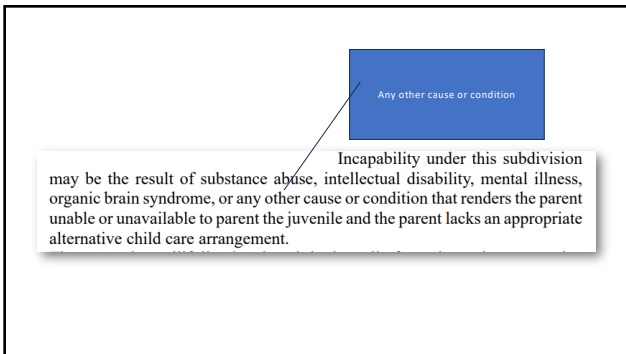 Any other cause or condition
Incapability under this subdivision
may be the result of substance abuse, intellectual disability, mental illness,
organic brain syndrome, or any other cause or condition that renders the parent
unable or unavailable to parent the juvenile and the parent lacks an appropriate
alternative child care arrangement.